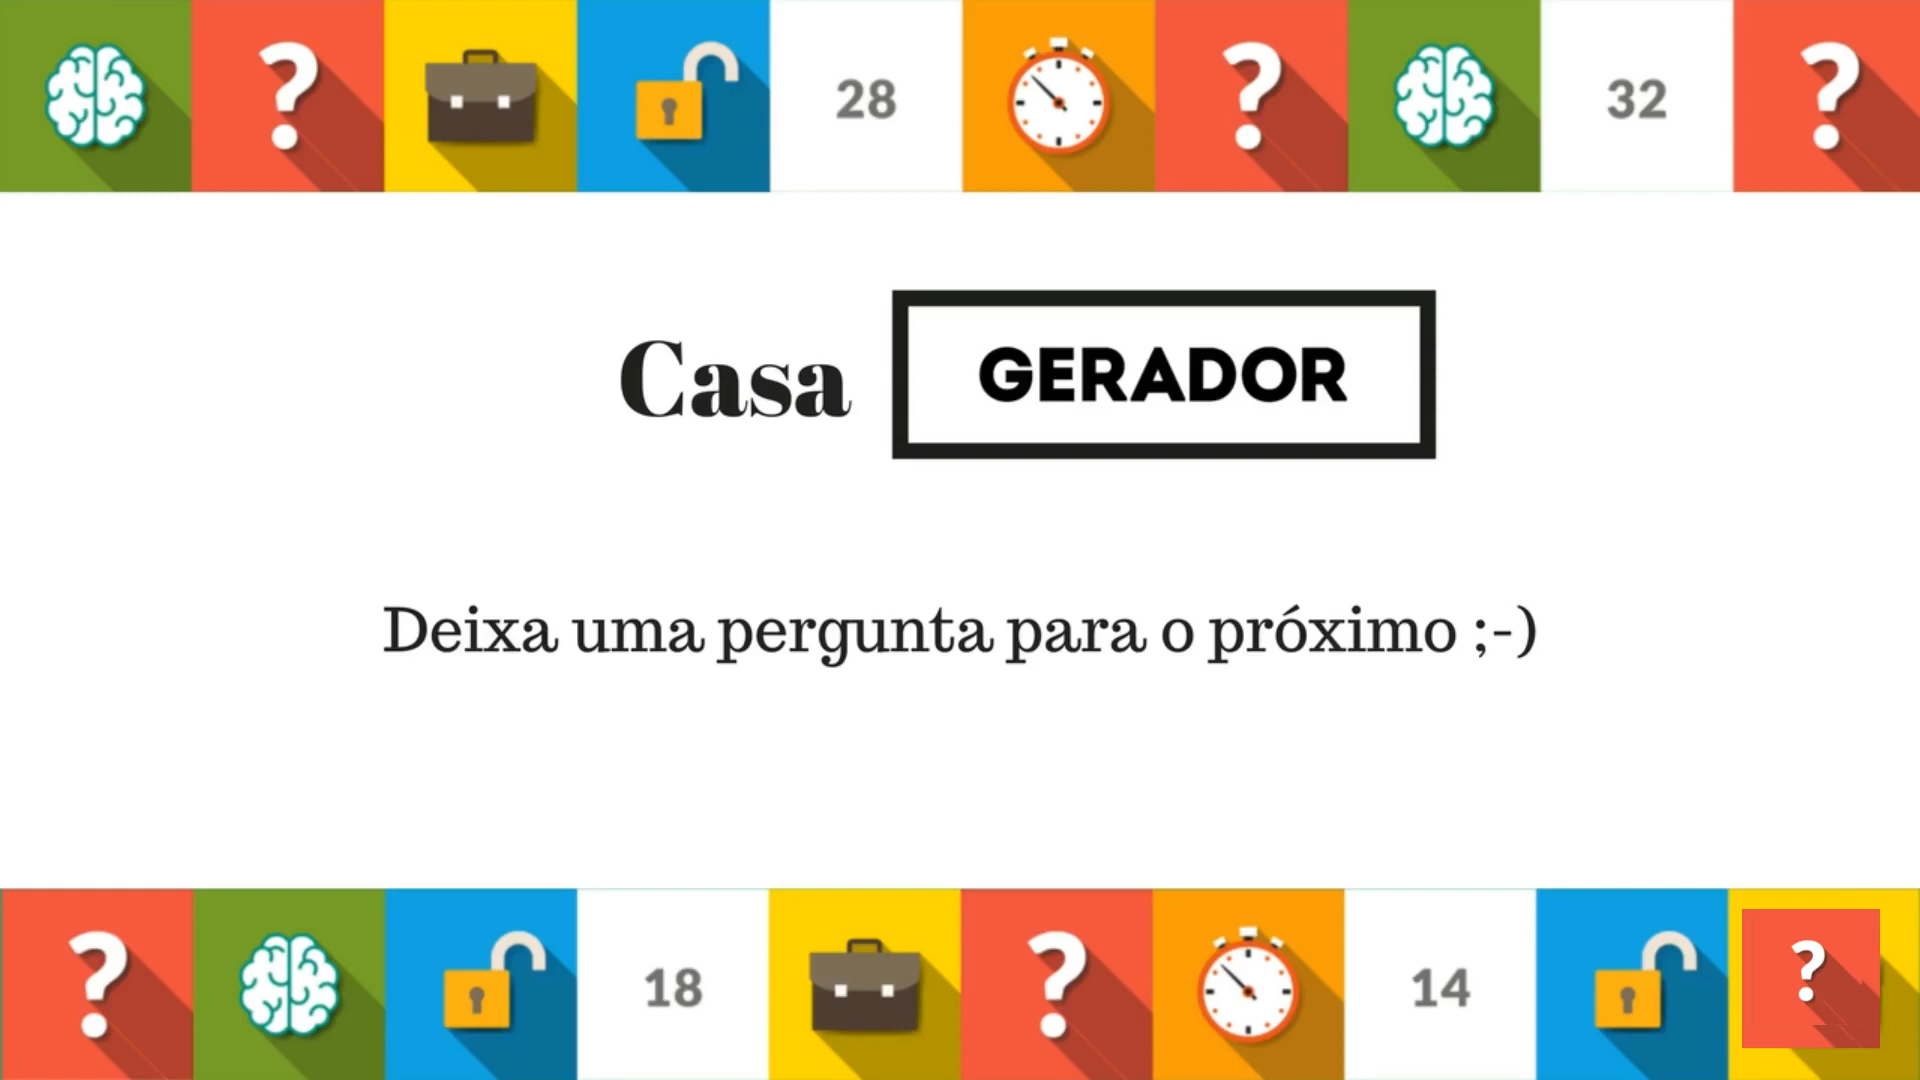 ? 28 ? 32 ?
Casa GERADOR
Deixa uma pergunta para o próximo ;-)
? 18 ? 14 ?